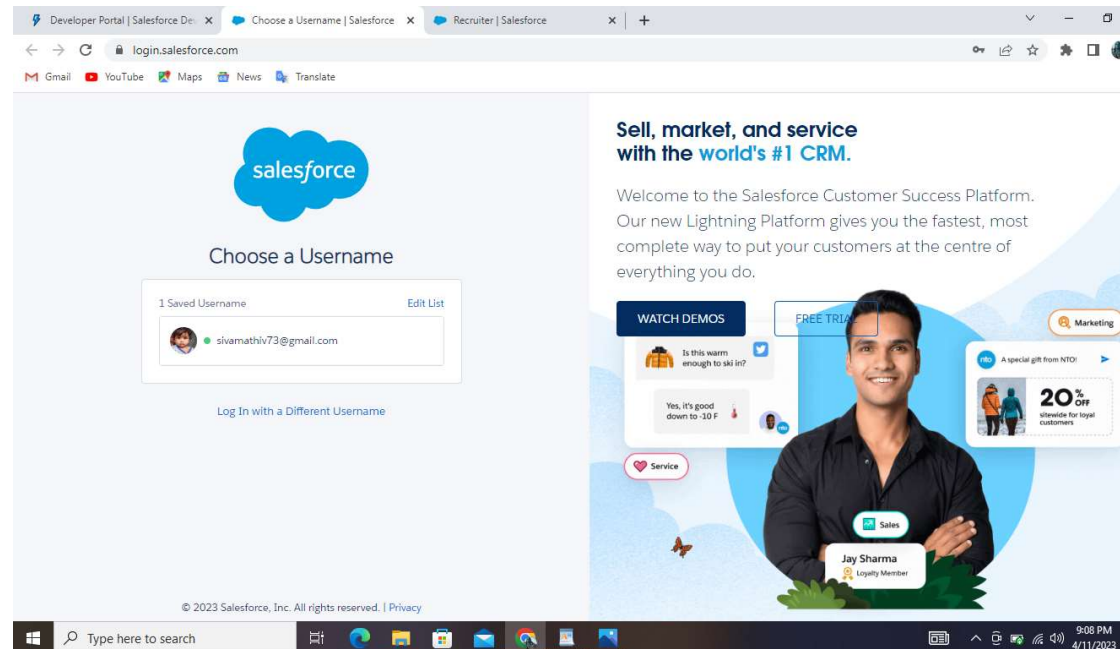 Developer Portal | Salesforce De
Choose a Username | Salesforce
Recruiter | Salesforce
login.salesforce.com
Gmail
YouTube
Maps
News
Translate
salesforce
Choose a Username
1 Saved Username
Edit List
sivamathiv73@gmail.com
Log In with a Different Username
© 2023 Salesforce, Inc. All rights reserved. | Privacy
Sell, market, and service
with the world's #1 CRM.
Welcome to the Salesforce Customer Success Platform.
Our new Lightning Platform gives you the fastest, most
complete way to put your customers at the centre of
everything you do.
WATCH DEMOS
FREE TRIAL
Marketing
Is this warm
enough to ski in?
Yes, it's good
down to -10 F
nto
Service
nto
A special gift from NTO!
20% OFF
sitewide for loyal
customers
Sales
Jay Sharma
Loyalty Member
Type here to search
9:08 PM
4/11/2023